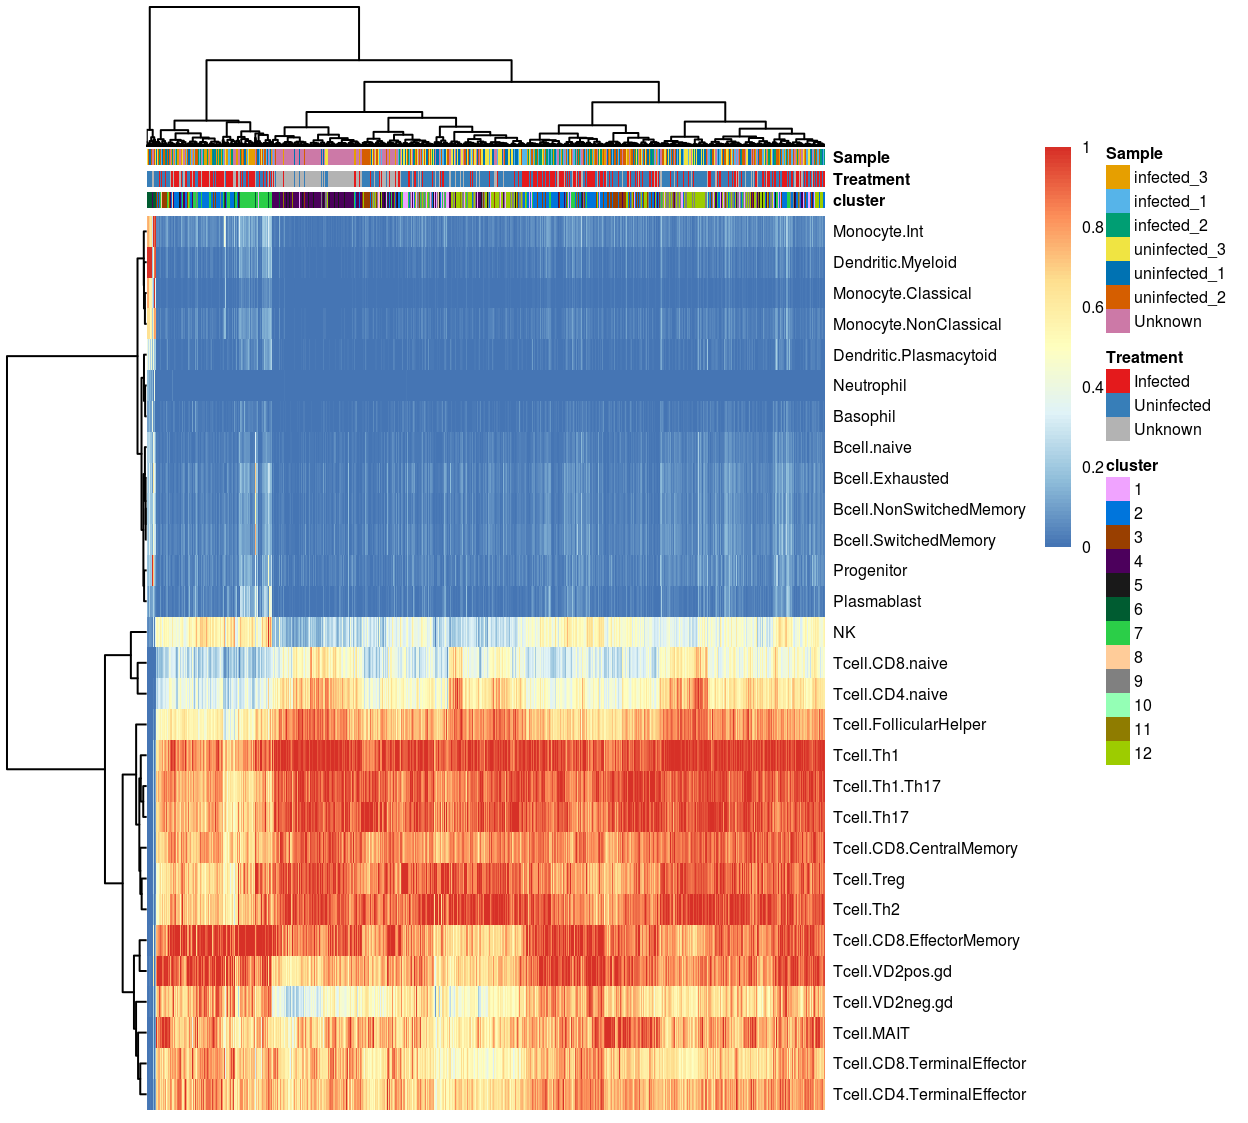 Sample
Treatment
cluster
Monocyte.Int
Dendritic.Myeloid
Monocyte.Classical
Monocyte.NonClassical
Dendritic.Plasmacytoid
Neutrophil
Basophil
Bcell.naive
Bcell.Exhausted
Bcell.NonSwitchedMemory
Bcell.SwitchedMemory
Progenitor
Plasmablast
NK
Tcell.CD8.naive
Tcell.CD4.naive
Tcell.FollicularHelper
Tcell.Th1
Tcell.Th1.Th17
Tcell.Th17
Tcell.CD8.CentralMemory
Tcell.Treg
Tcell.Th2
Tcell.CD8.EffectorMemory
Tcell.VD2pos.gd
Tcell.VD2neg.gd
Tcell.MAIT
Tcell.CD8.TerminalEffector
Tcell.CD4.TerminalEffector
1
0.8
0.6
0.4
0.2
0
Sample
infected_3
infected_1
infected_2
uninfected_3
uninfected_1
uninfected_2
Unknown
Treatment
Infected
Uninfected
Unknown
cluster
1
2
3
4
5
6
7
8
9
10
11
12